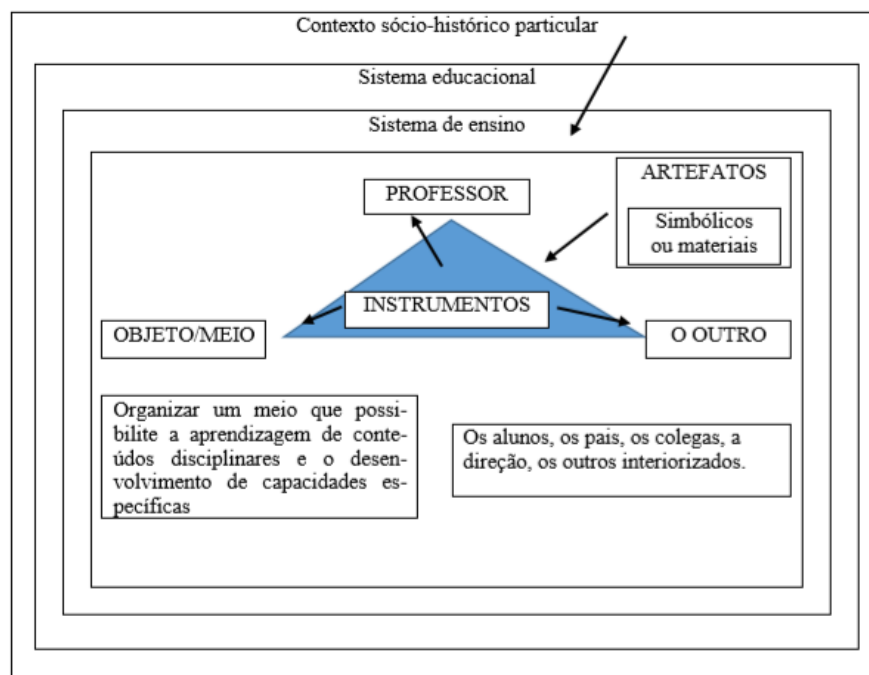 Contexto sócio-histórico particular
Sistema educacional
Sistema de ensino
PROFESSOR
ARTEFATOS
Simbólicos
ou materiais
INSTRUMENTOS
OBJETO/MEIO
O OUTRO
Organizar um meio que possi-
bilite a aprendizagem de conte-
údos disciplinares e o desen-
volvimento de capacidades es-
pecíficas
Os alunos, os pais, os colegas, a
direção, os outros interiorizados.